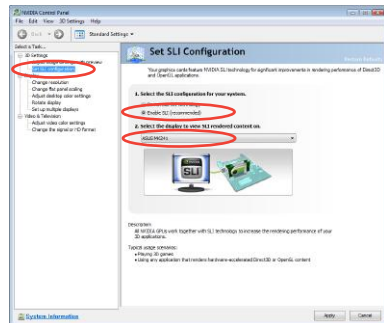 NVIDIA Control Panel
File Edit View 3D Settings Help
Back
Standard Settings
Select a Task...
3D Settings
preview
Set SLI configuration
Change resolution
Change flat panel scaling
Adjust desktop color settings
Rotate display
Set up multiple displays
Video & Television
Adjust video color settings
Change the signal or HD format
System Information
Set SLI Configuration
Restore Defaults
Your graphics cards feature NVIDIA SLI technology for significant improvements in rendering performance of Direct3D
and OpenGL applications.
1. Select the SLI configuration for your system.
Enable SLI (recommended)
2. Select the display to view SLI rendered content on.
SLI
Description:
All NVIDIA GPUs work together with SLI technology to increase the rendering performance of your
3D applications.
Typical usage scenarios:
Playing 3D games
Using any application that renders hardware-accelerated Direct3D or OpenGL content
Apply
Cancel